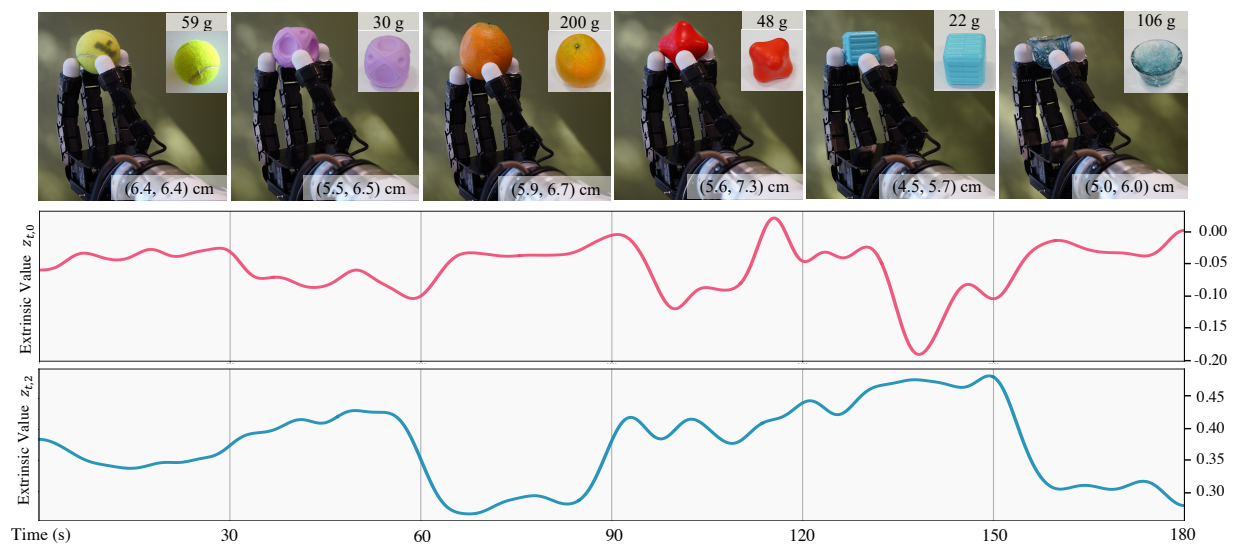 59 g 30 g 200 g 48 g 22 g 106 g
(6.4, 6.4) cm (5.5, 6.5) cm (5.9, 6.7) cm (5.6, 7.3) cm (4.5, 5.7) cm (5.0, 6.0) cm
Extrinsic Value z_{t,0}
0.00
-0.05
-0.10
-0.15
-0.20
Extrinsic Value z_{t,2}
0.45
0.40
0.35
0.30
Time (s) 30 60 90 120 150 180